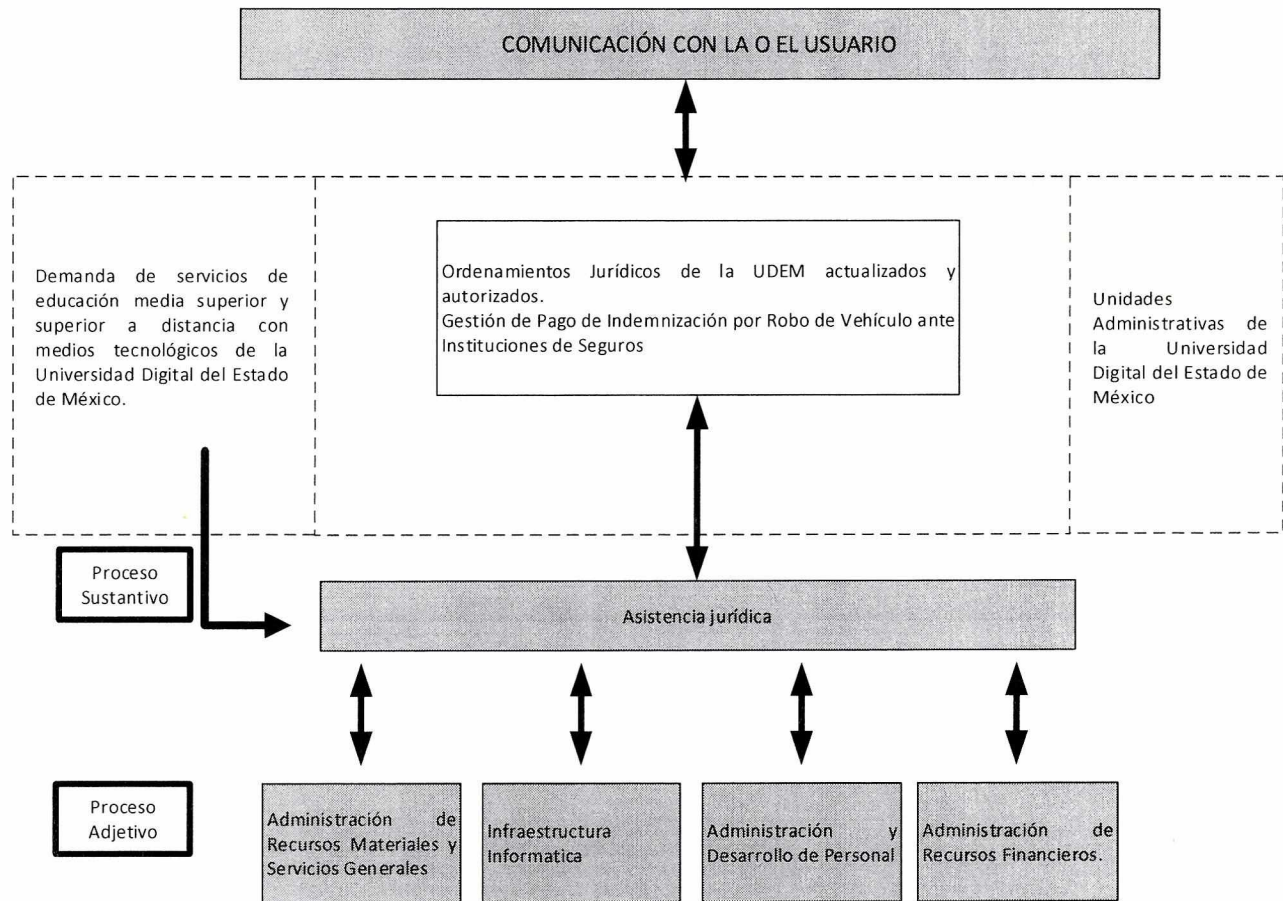 COMUNICACIÓN CON LA O EL USUARIO
Demanda de servicios de
educación media superior y
superior a distancia con
medios tecnológicos de la
Universidad Digital del Estado
de México.
Ordenamientos Jurídicos de la UDEM actualizados y
autorizados.
Gestión de Pago de Indemnización por Robo de Vehículo ante
Instituciones de Seguros
Unidades
Administrativas de
la Universidad
Digital del Estado de
México
Proceso
Sustantivo
Asistencia jurídica
Proceso
Adjetivo
Administración de
Recursos Materiales y
Servicios Generales
Infraestructura
Informatica
Administración y
Desarrollo de Personal
Administración de
Recursos Financieros.